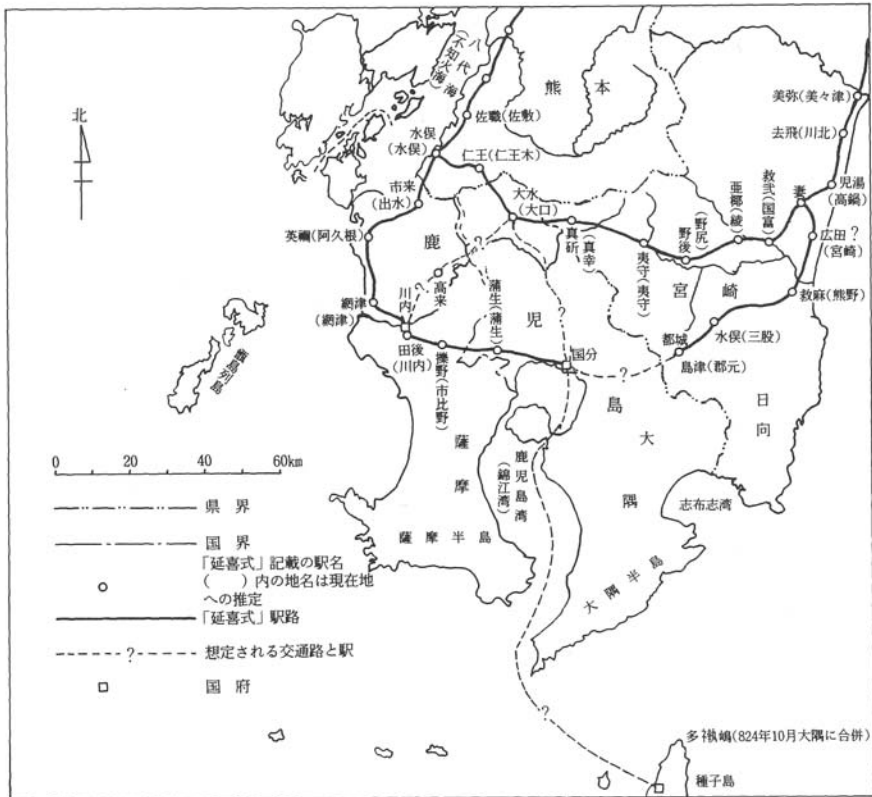 八代海
(不知火海)
熊本
北
佐職(佐敷)
水俣
(水俣)
仁王(仁王木)
市来
(出水)
大水
(大口)
美弥(美々津)
去飛(川北)
児湯
(高鍋)
妻
救弐(国富)
亜椰(綾)
野後
(野尻)
真斫
(真幸)
夷守(夷守)
広田?
(宮崎)
救麻(熊野)
英禰(阿久根)
鹿児島
高来
?
?
宮崎
網津
(網津)
川内
蒲生(蒲生)
田後
(川内)
櫟野(市比野)
国分
?
都城
水俣(三股)
島津(郡元)
甑島列島
薩摩
大隅
日向
鹿児島湾
(錦江湾)
志布志湾
薩摩半島
大隅半島
0 20 40 60km
県界
国界
「延喜式」記載の駅名
( )内の地名は現在地
への推定
「延喜式」駅路
?
想定される交通路と駅
国府
?
多褹嶋(824年10月大隅に合併)
種子島